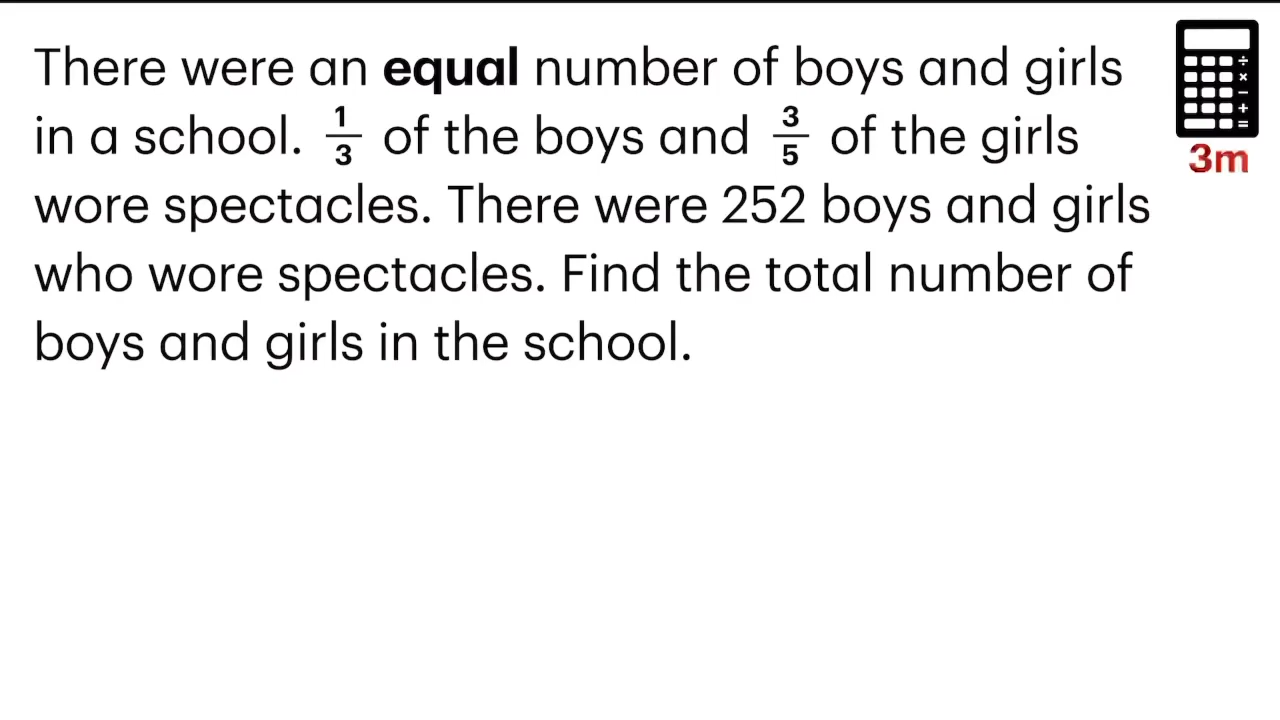 There were an equal number of boys and girls
in a school. 1/3 of the boys and 3/5 of the girls
wore spectacles. There were 252 boys and girls
who wore spectacles. Find the total number of
boys and girls in the school.
÷
×
−
+
=
3m